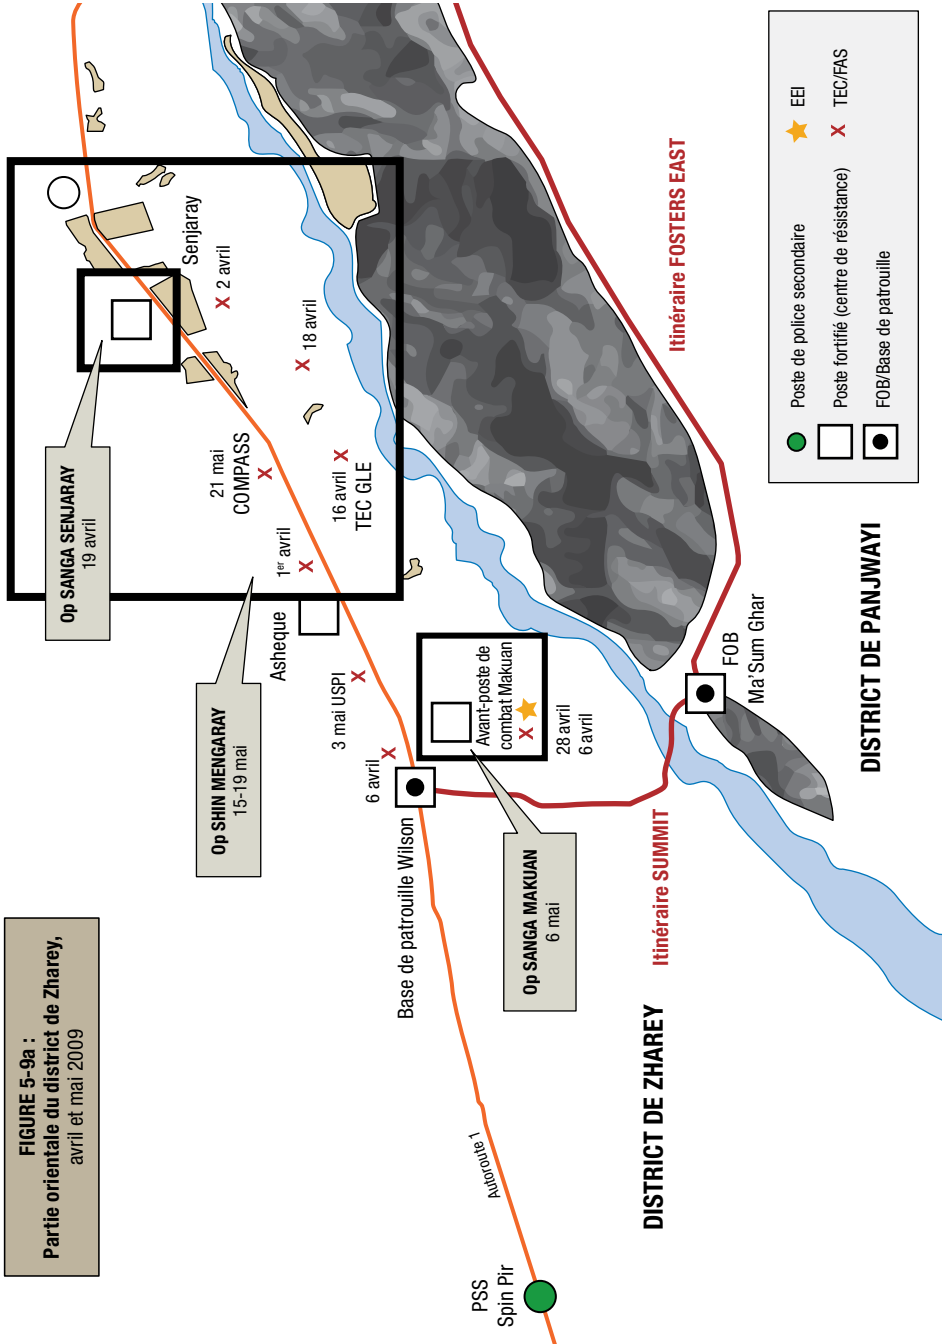 FIGURE 5-9a :
Partie orientale du district de Zharey,
avril et mai 2009
Op SHIN MENGARAY
15-19 mai
Op SANGA SENJARAY
19 avril
Senjaray
2 avril
18 avril
21 mai
COMPASS
16 avril
TEC GLE
1er avril
Asheque
3 mai USPI
6 avril
Base de patrouille Wilson
Avant-poste de
combat Makuan
28 avril
6 avril
Op SANGA MAKUAN
6 mai
Autoroute 1
PSS
Spin Pir
Itinéraire SUMMIT
Itinéraire FOSTERS EAST
FOB
Ma'Sum Ghar
DISTRICT DE ZHAREY
DISTRICT DE PANJWAYI
Poste de police secondaire
Poste fortifié (centre de résistance)
FOB/Base de patrouille
EEI
TEC/FAS